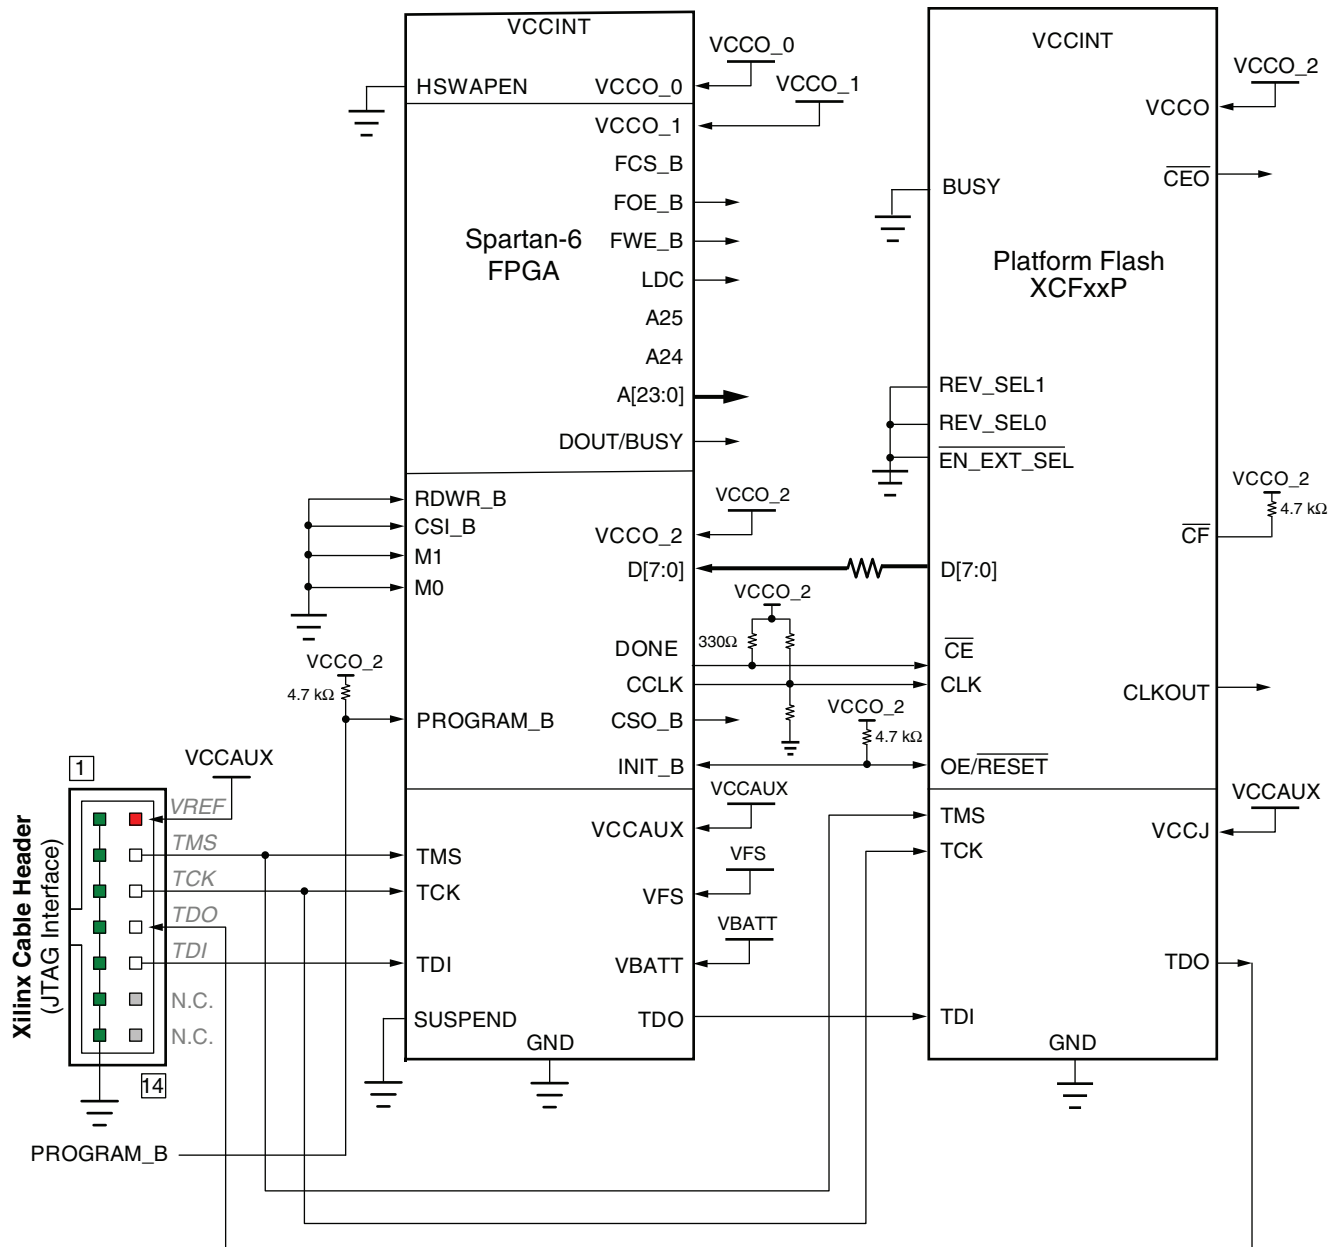 VCCINT
HSWAPEN
VCCO_0
VCCO_0
VCCO_1
VCCO_1
FCS_B
FOE_B
FWE_B
LDC
A25
A24
A[23:0]
DOUT/BUSY
Spartan-6
FPGA
RDWR_B
CSI_B
M1
M0
VCCO_2
VCCO_2
D[7:0]
VCCO_2
330Ω
DONE
CCLK
CSO_B
INIT_B
VCCO_2
4.7 kΩ
VCCO_2
4.7 kΩ
PROGRAM_B
VCCAUX
VCCAUX
VFS
VFS
VBATT
VBATT
TMS
TCK
TDI
SUSPEND
TDO
GND
VCCINT
VCCO_2
VCCO
CEO
BUSY
Platform Flash
XCFxxP
REV_SEL1
REV_SEL0
EN_EXT_SEL
VCCO_2
4.7 kΩ
CF
D[7:0]
CE
CLK
CLKOUT
OE/RESET
TMS
TCK
VCCAUX
VCCJ
TDO
TDI
GND
1
VCCAUX
VREF
TMS
TCK
TDO
TDI
N.C.
N.C.
14
Xilinx Cable Header
(JTAG Interface)
PROGRAM_B